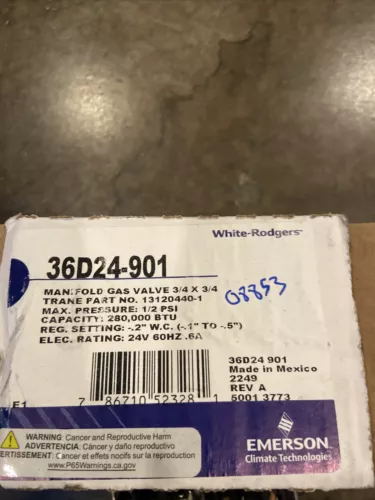 White-Rodgers
36D24-901
MANIFOLD GAS VALVE 3/4 X 3/4
TRANE PART NO. 13120440-1
MAX. PRESSURE: 1/2 PSI
CAPACITY: 280,000 BTU
REG. SETTING: -.2" W.C. (-.1" TO -.5")
ELEC. RATING: 24V 60HZ .6A
08853
36D24 901
Made in Mexico
2249
REV A
5001 3773
E1
7 86710 52328 1
WARNING: Cancer and Reproductive Harm
ADVERTENCIA: Cáncer y daño reproductivo
Cancer et effets nocifs sur la reproduction
www.P65Warnings.ca.gov
EMERSON
Climate Technologies